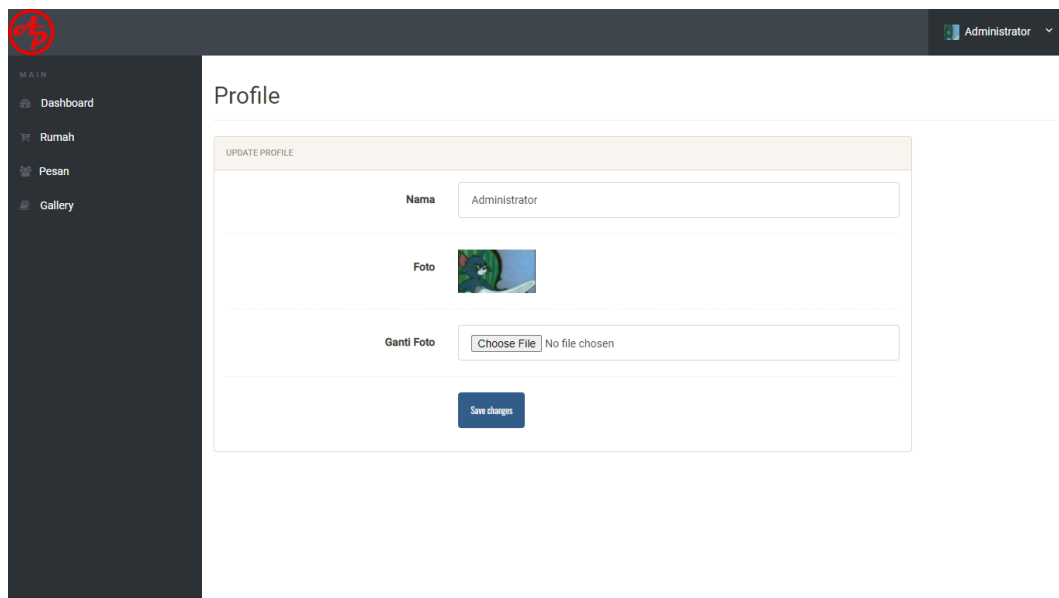 AP
Administrator
MAIN
Dashboard
Rumah
Pesan
Gallery
Profile
UPDATE PROFILE
Nama
Administrator
Foto
Ganti Foto
Choose File No file chosen
Save changes